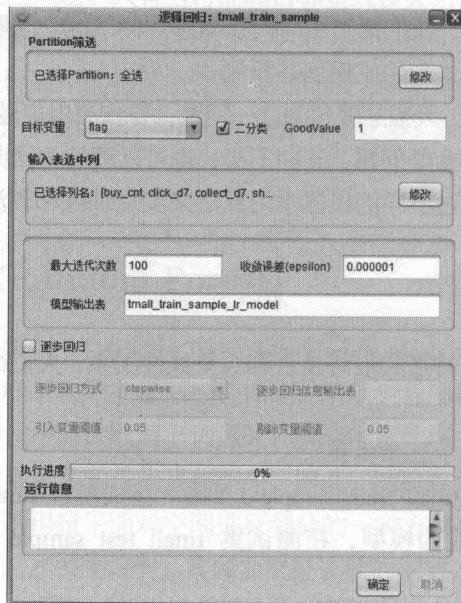 逻辑回归：tmall_train_sample
Partition筛选
已选择Partition：全选 修改
目标变量 flag 二分类 GoodValue 1
输入表选中列
已选择列名：[buy_cnt, click_d7, collect_d7, sh... 修改
最大迭代次数 100 收敛误差(epsilon) 0.000001
模型输出表 tmall_train_sample_lr_model
逐步回归
逐步回归方式 stepwise 逐步回归信息输出表
引入变量阈值 0.05 剔除变量阈值 0.05
执行进度 0%
运行信息
确定 取消